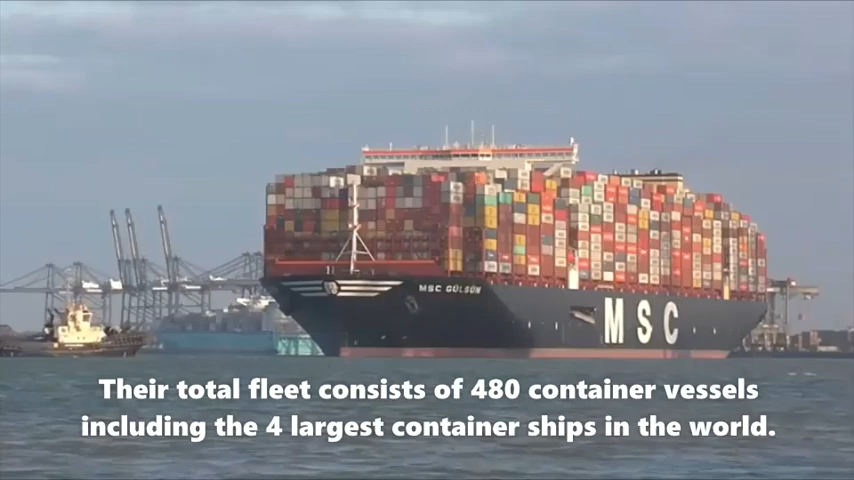 MSC GÜLSÜN
MSC
Their total fleet consists of 480 container vessels
including the 4 largest container ships in the world.